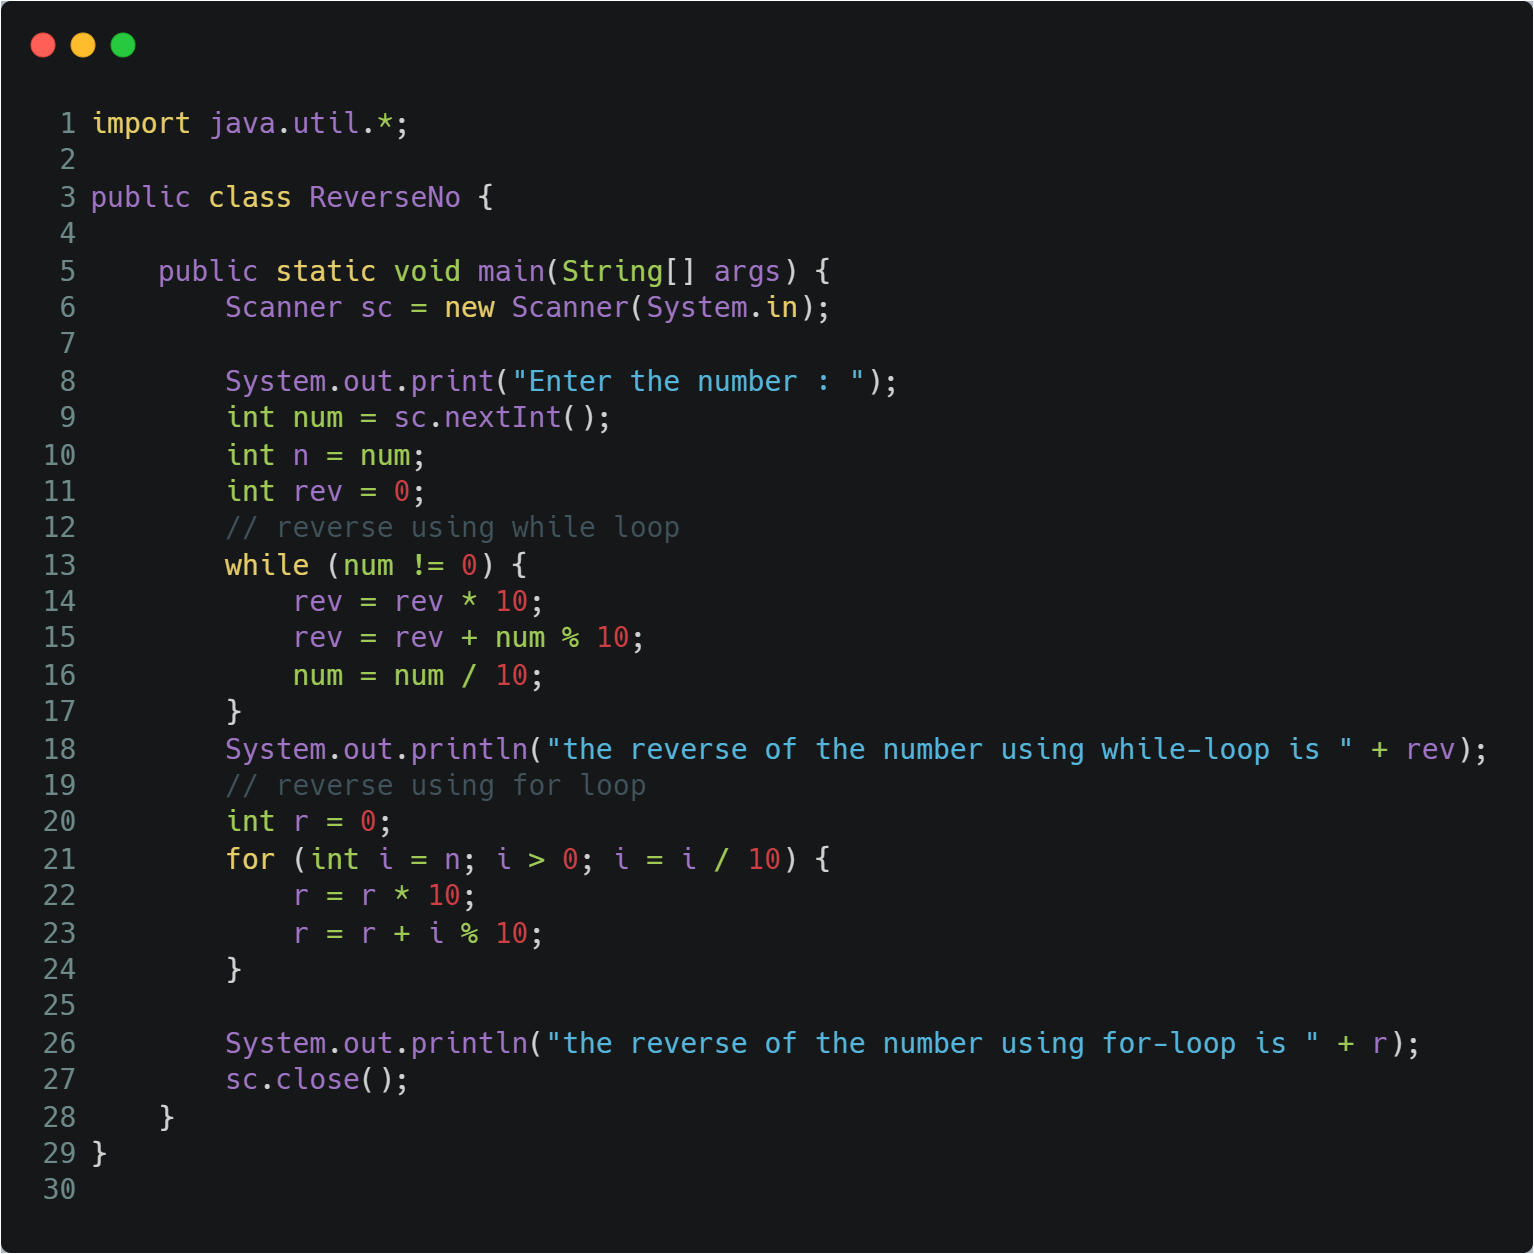 1 import java.util.*;
2
3 public class ReverseNo {
4
5     public static void main(String[] args) {
6         Scanner sc = new Scanner(System.in);
7
8         System.out.print("Enter the number : ");
9         int num = sc.nextInt();
10         int n = num;
11         int rev = 0;
12         // reverse using while loop
13         while (num != 0) {
14             rev = rev * 10;
15             rev = rev + num % 10;
16             num = num / 10;
17         }
18         System.out.println("the reverse of the number using while-loop is " + rev);
19         // reverse using for loop
20         int r = 0;
21         for (int i = n; i > 0; i = i / 10) {
22             r = r * 10;
23             r = r + i % 10;
24         }
25
26         System.out.println("the reverse of the number using for-loop is " + r);
27         sc.close();
28     }
29 }
30